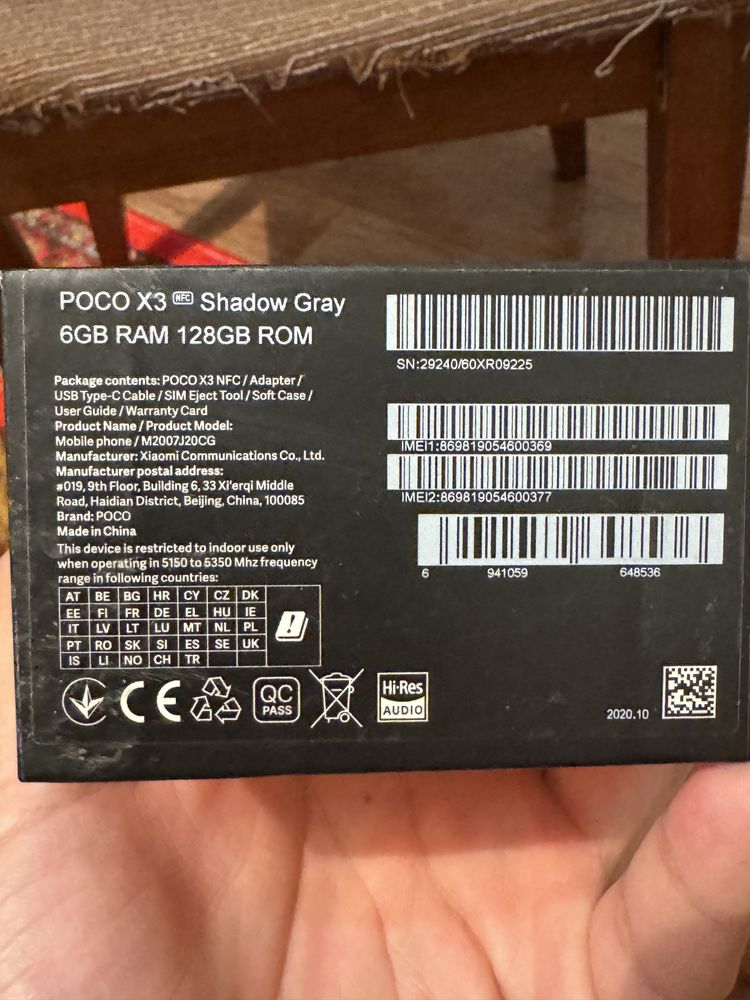 POCO X3 NFC Shadow Gray
6GB RAM 128GB ROM
Package contents: POCO X3 NFC / Adapter /
USB Type-C Cable / SIM Eject Tool / Soft Case /
User Guide / Warranty Card
Product Name / Product Model:
Mobile phone / M2007J20CG
Manufacturer: Xiaomi Communications Co., Ltd.
Manufacturer postal address:
#019, 9th Floor, Building 6, 33 Xi'erqi Middle
Road, Haidian District, Beijing, China, 100085
Brand: POCO
Made in China
This device is restricted to indoor use only
when operating in 5150 to 5350 Mhz frequency
range in following countries:
AT BE BG HR CY CZ DK
EE FI FR DE EL HU IE
IT LV LT LU MT NL PL
PT RO SK SI ES SE UK
IS LI NO CH TR
SN:29240/60XR09225
IMEI1:869819054600369
IMEI2:869819054600377
6 941059 648536
CE
QC
PASS
Hi-Res
AUDIO
2020.10